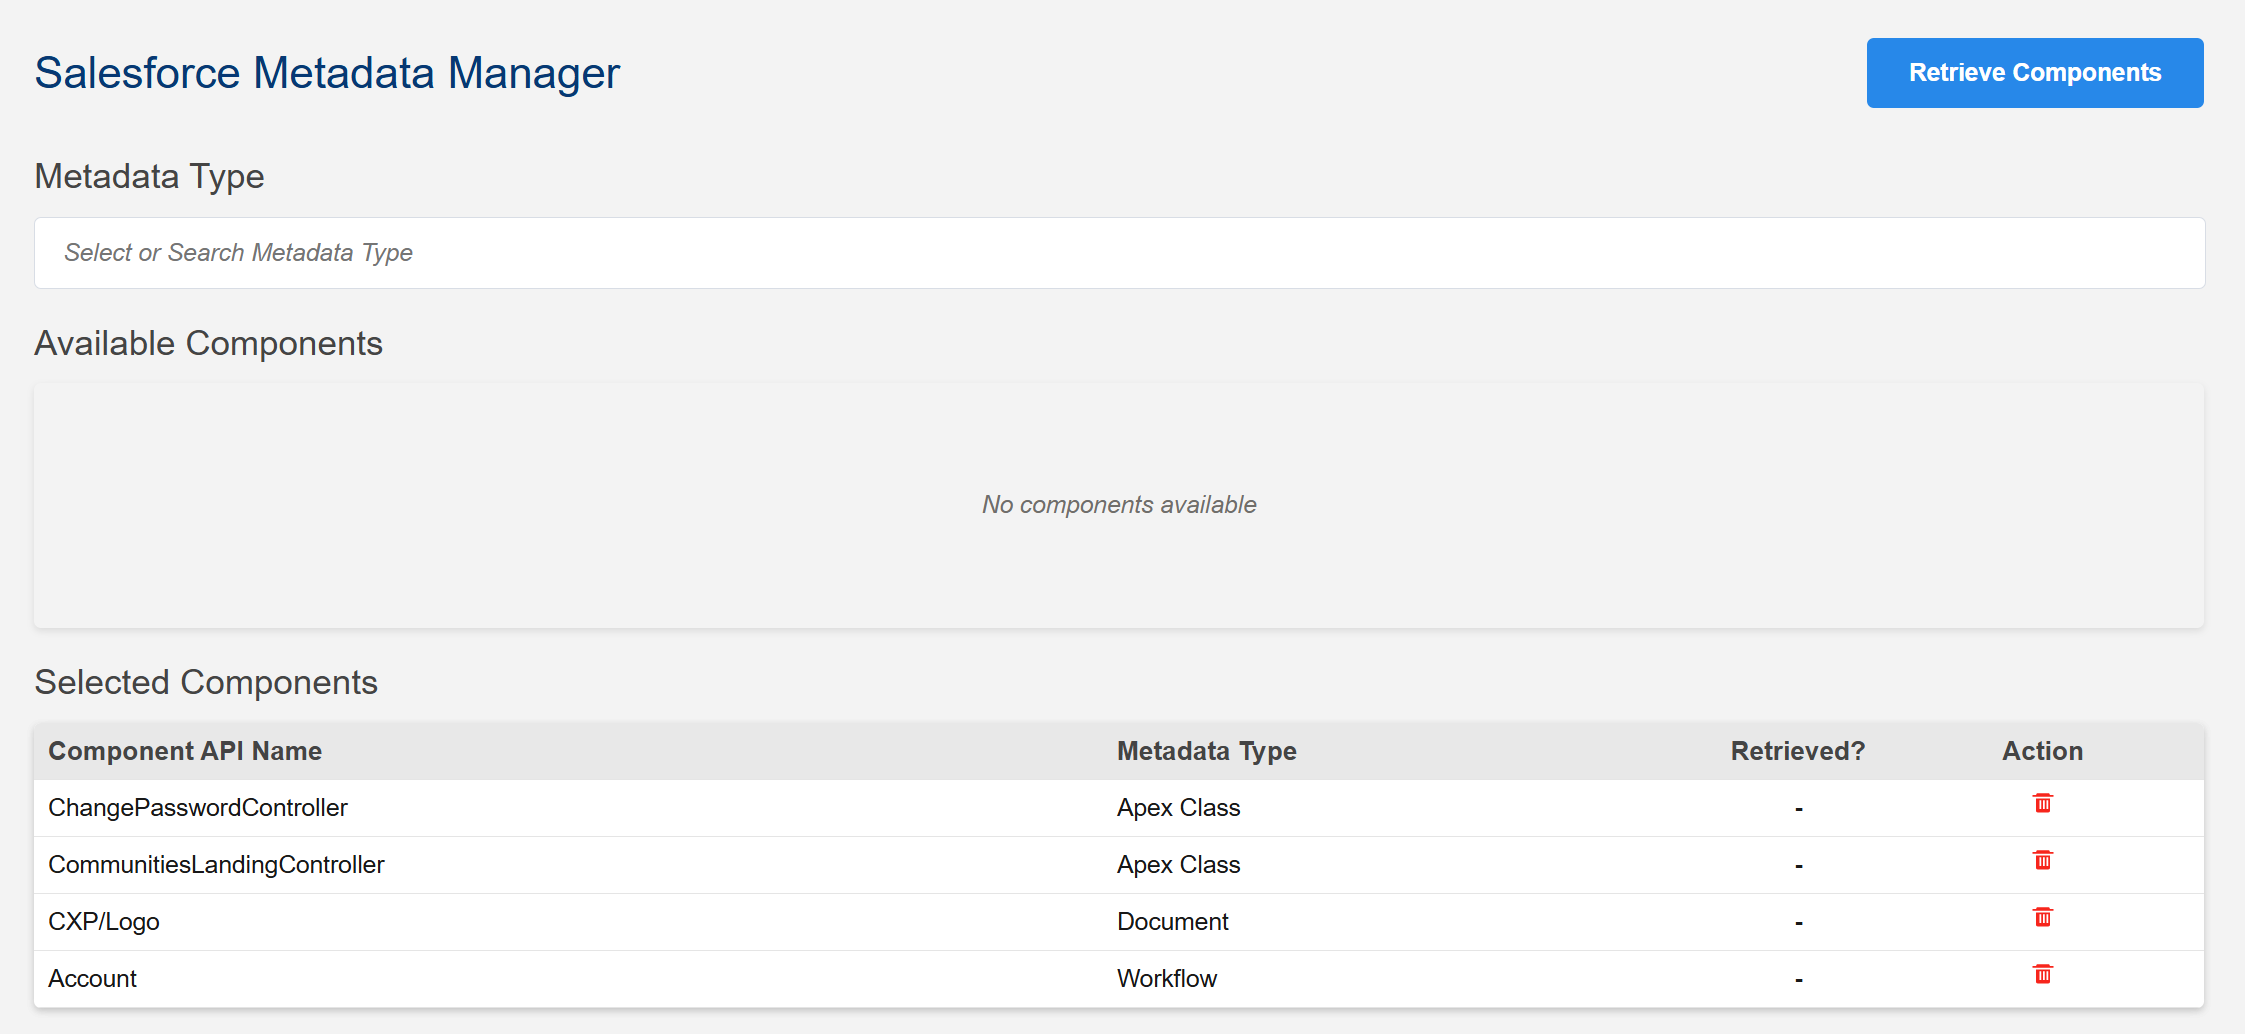 Salesforce Metadata Manager
Retrieve Components
Metadata Type
Select or Search Metadata Type
Available Components
No components available
Selected Components
Component API Name Metadata Type Retrieved? Action
ChangePasswordController Apex Class -
CommunitiesLandingController Apex Class -
CXP/Logo Document -
Account Workflow -